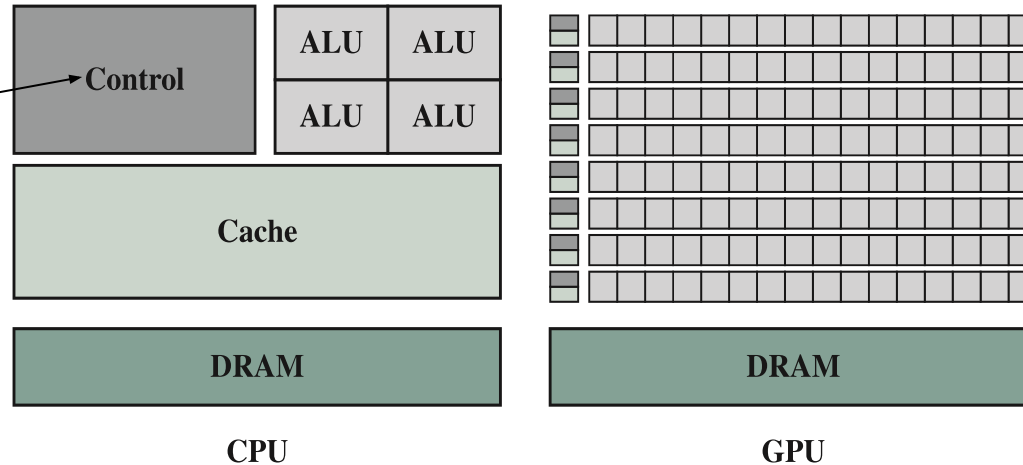 ALU ALU
Control
ALU ALU
Cache
DRAM
DRAM
CPU
GPU